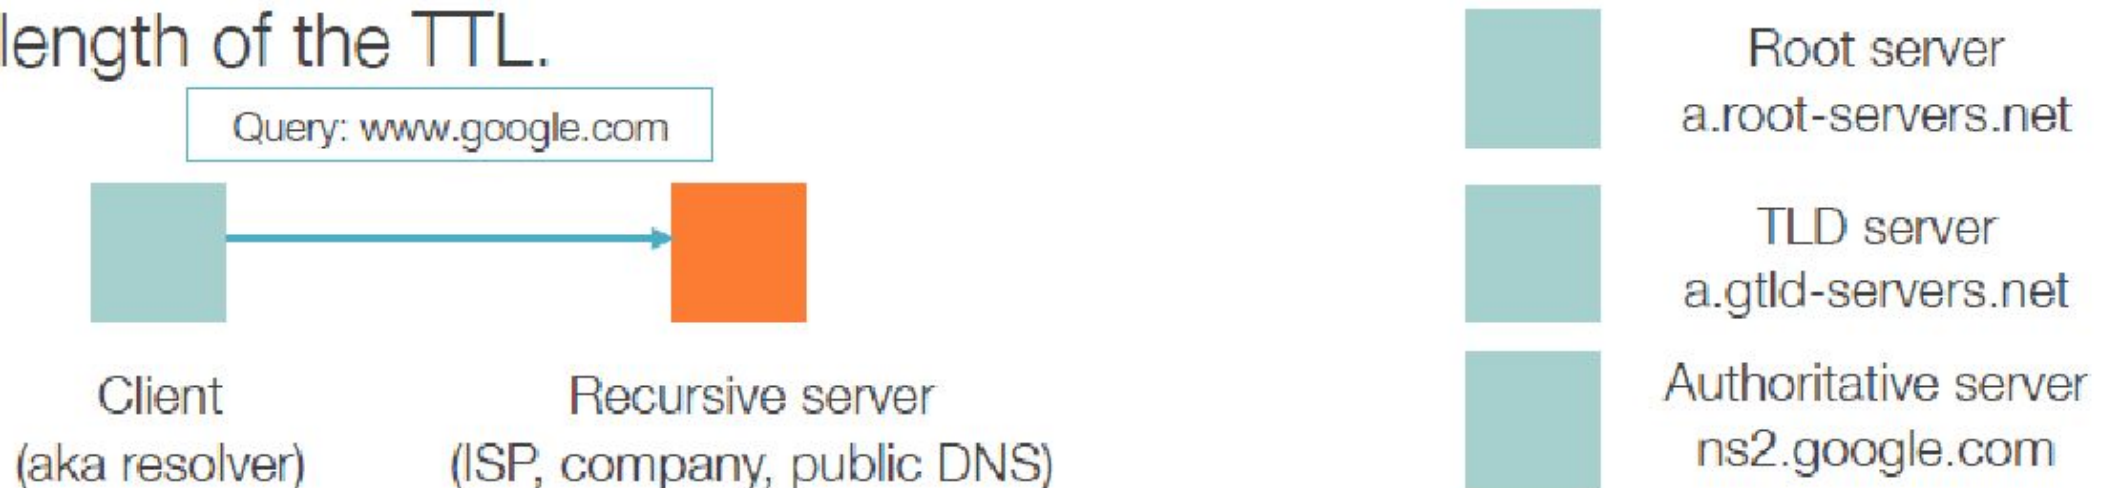 length of the TTL.
Query: www.google.com
Client
(aka resolver)
Recursive server
(ISP, company, public DNS)
Root server
a.root-servers.net
TLD server
a.gtld-servers.net
Authoritative server
ns2.google.com